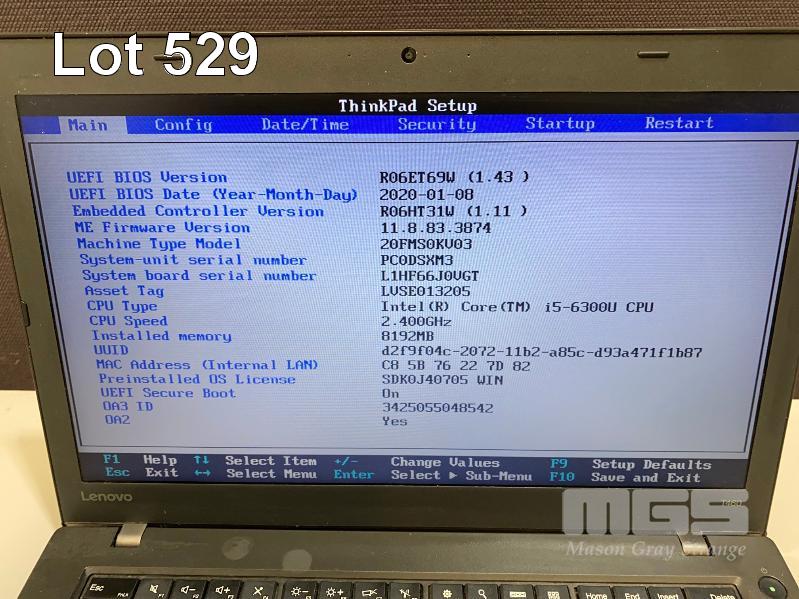 Lot 529
ThinkPad Setup
Main Config Date/Time Security Startup Restart
UEFI BIOS Version R06ET69W (1.43 )
UEFI BIOS Date (Year-Month-Day) 2020-01-08
Embedded Controller Version R06HT31W (1.11 )
ME Firmware Version 11.8.83.3874
Machine Type Model 20FMS0KV03
System-unit serial number PC0DSXM3
System board serial number L1HF66J0VGT
Asset Tag LVSE013205
CPU Type Intel(R) Core(TM) i5-6300U CPU
CPU Speed 2.400GHz
Installed memory 8192MB
UUID d2f9f04c-2072-11b2-a85c-d93a471f1b87
MAC Address (Internal LAN) C8 5B 76 22 7D 82
Preinstalled OS License SDK0J40705 WIN
UEFI Secure Boot On
OA3 ID 3425055048542
OA2 Yes
F1 Help ↑↓ Select Item +/- Change Values F9 Setup Defaults
Esc Exit ←→ Select Menu Enter Select ▶ Sub-Menu F10 Save and Exit
Lenovo
MGS
Mason Gray Strange
Esc Home End Insert Delete